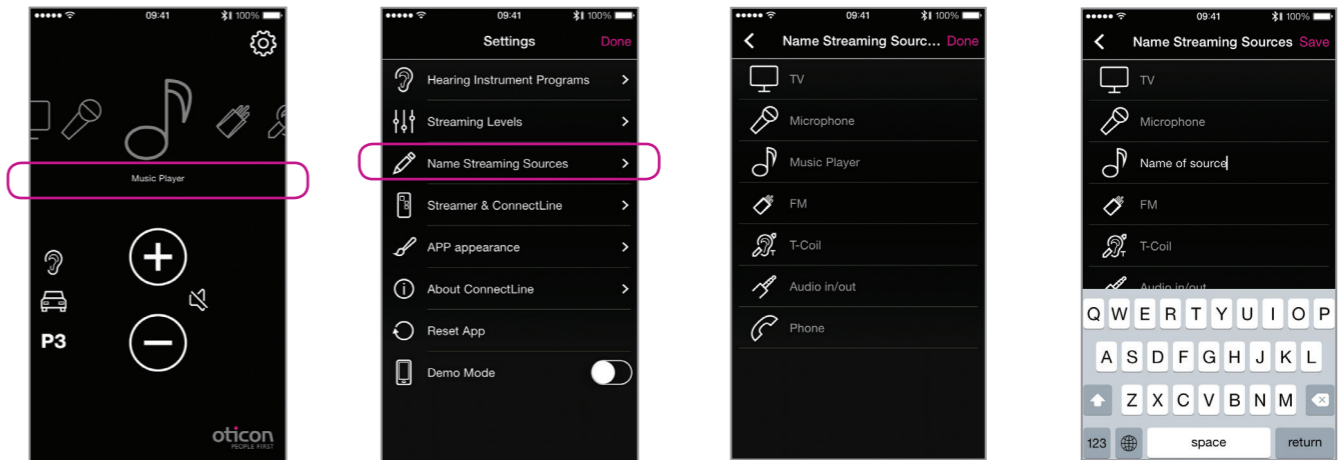 09:41 100%
Music Player
P3
oticon
PEOPLE FIRST
09:41 100%
Settings Done
Hearing Instrument Programs
Streaming Levels
Name Streaming Sources
Streamer & ConnectLine
APP appearance
About ConnectLine
Reset App
Demo Mode
09:41 100%
Name Streaming Sourc... Done
TV
Microphone
Music Player
FM
T-Coil
Audio in/out
Phone
09:41 100%
Name Streaming Sources Save
TV
Microphone
Name of source
FM
T-Coil
Audio in/out
Q W E R T Y U I O P
A S D F G H J K L
Z X C V B N M
123 space return